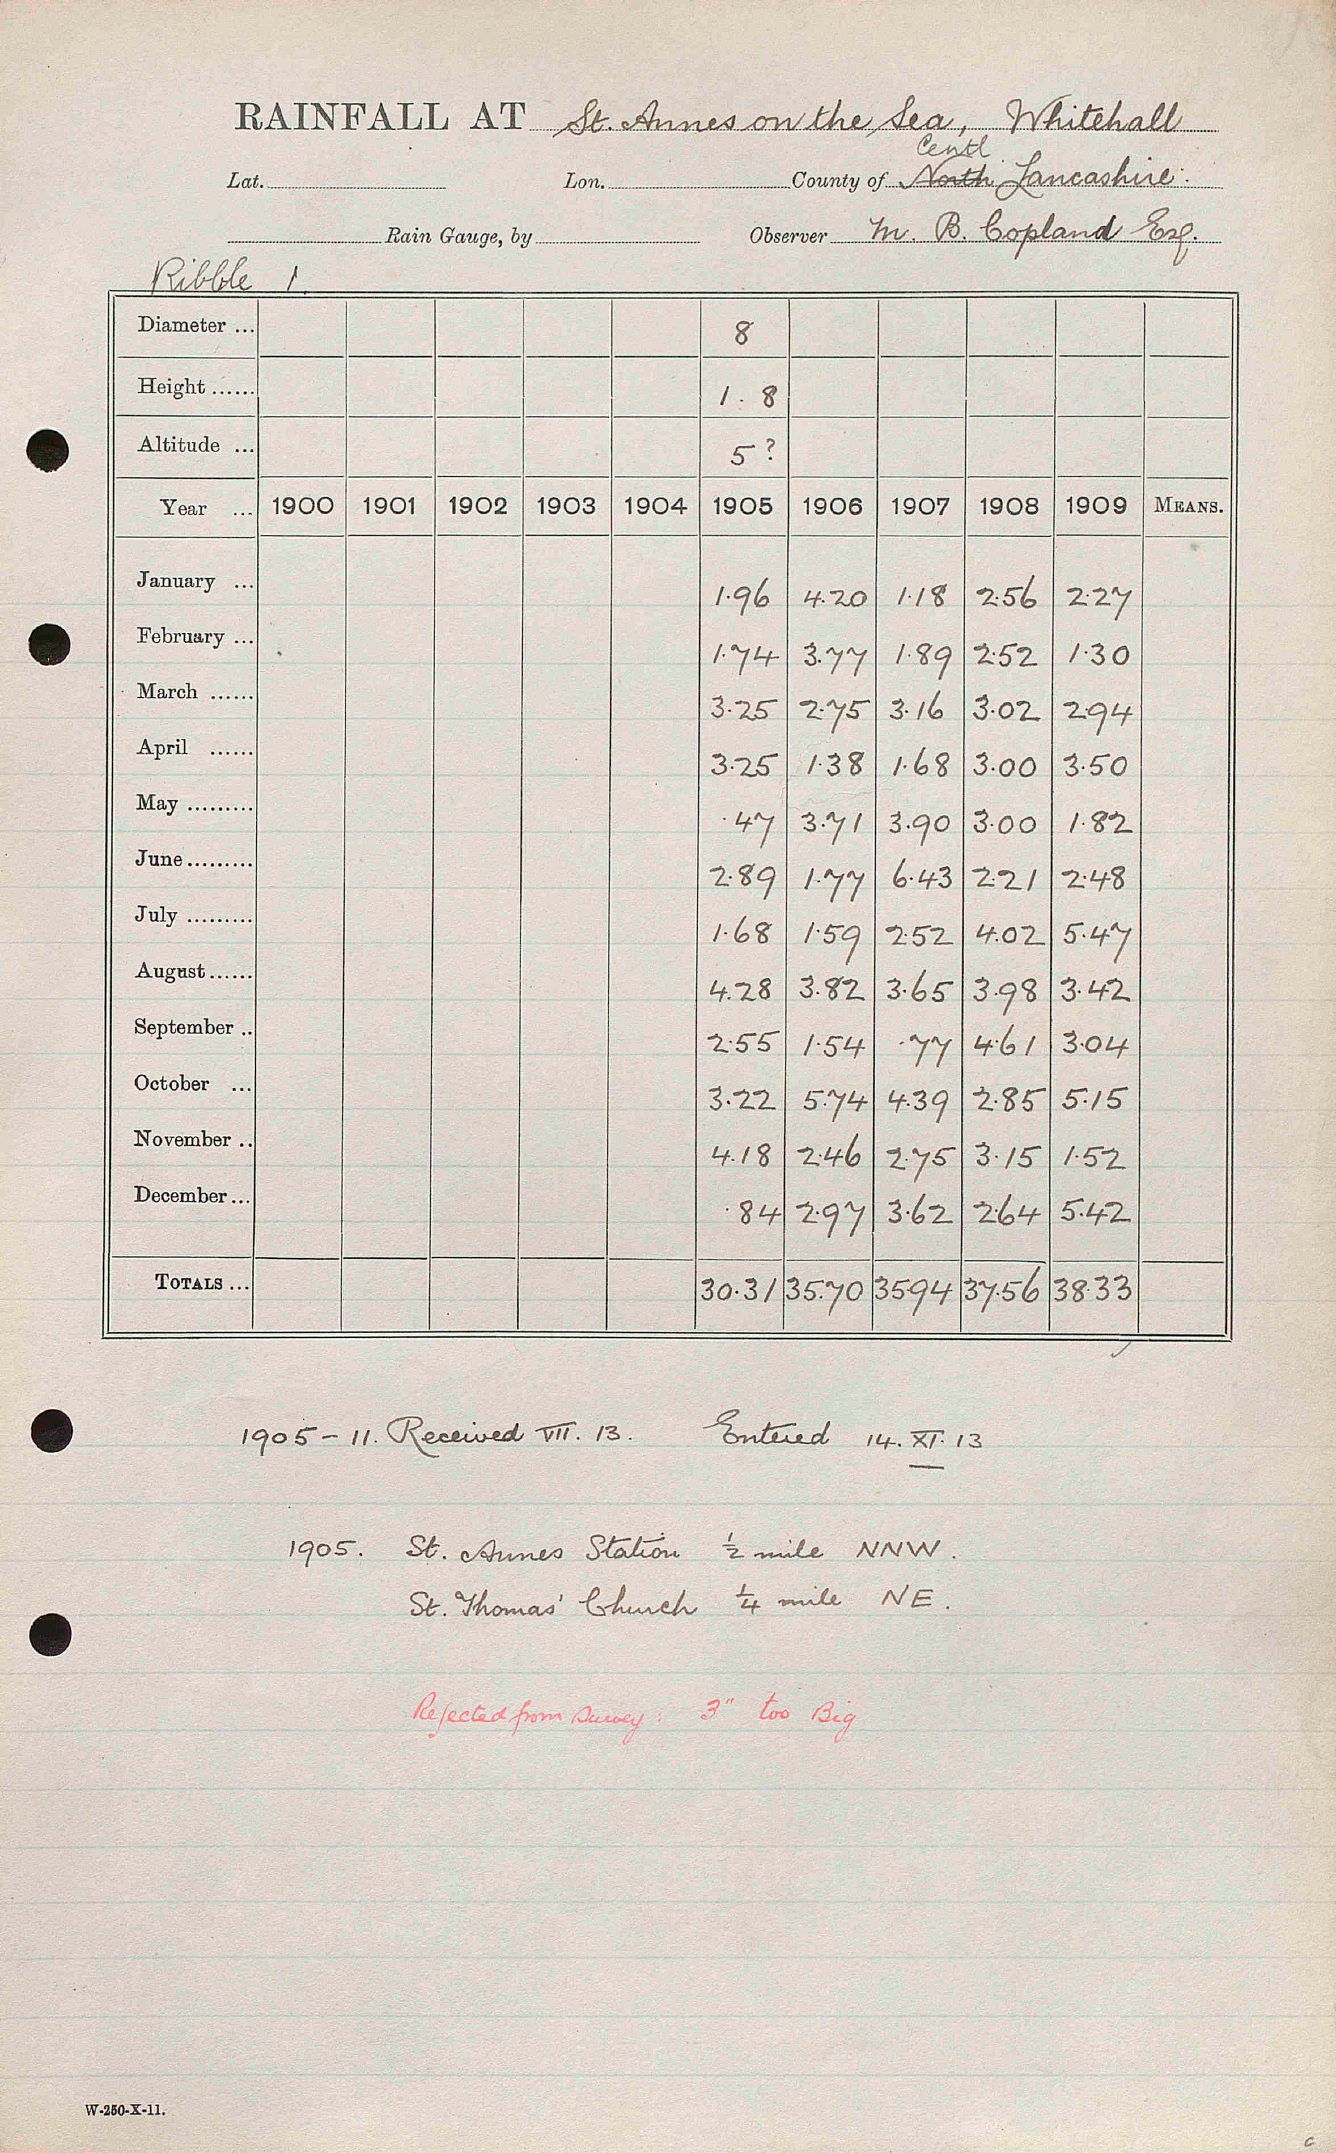 RAINFALL AT St. Annes on the Sea, Whitehall
Centl
Lat. Lon. County of North Lancashire.
Rain Gauge, by Observer M. B. Copland Esq.
Ribble 1.
Diameter ... 8
Height ...... 1 . 8
Altitude ... 5 ?
Year ... 1900 1901 1902 1903 1904 1905 1906 1907 1908 1909 MEANS.
January ... 1.96 4.20 1.18 2.56 2.27
February ... 1.74 3.77 1.89 2.52 1.30
March ...... 3.25 2.75 3.16 3.02 2.94
April ...... 3.25 1.38 1.68 3.00 3.50
May ......... .47 3.71 3.90 3.00 1.82
June ......... 2.89 1.77 6.43 2.21 2.48
July ......... 1.68 1.59 2.52 4.02 5.47
August ...... 4.28 3.82 3.65 3.98 3.42
September .. 2.55 1.54 .77 4.61 3.04
October ... 3.22 5.74 4.39 2.85 5.15
November .. 4.18 2.46 2.75 3.15 1.52
December ... .84 2.97 3.62 2.64 5.42
TOTALS ... 30.31 35.70 35.94 37.56 38.33
1905 - 11. Received VII. 13. Entered 14. XI. 13
1905. St. Annes Station ½ mile NNW.
St. Thomas' Church ¼ mile NE.
Rejected from Survey: 3" too Big
W-250-X-11.
c